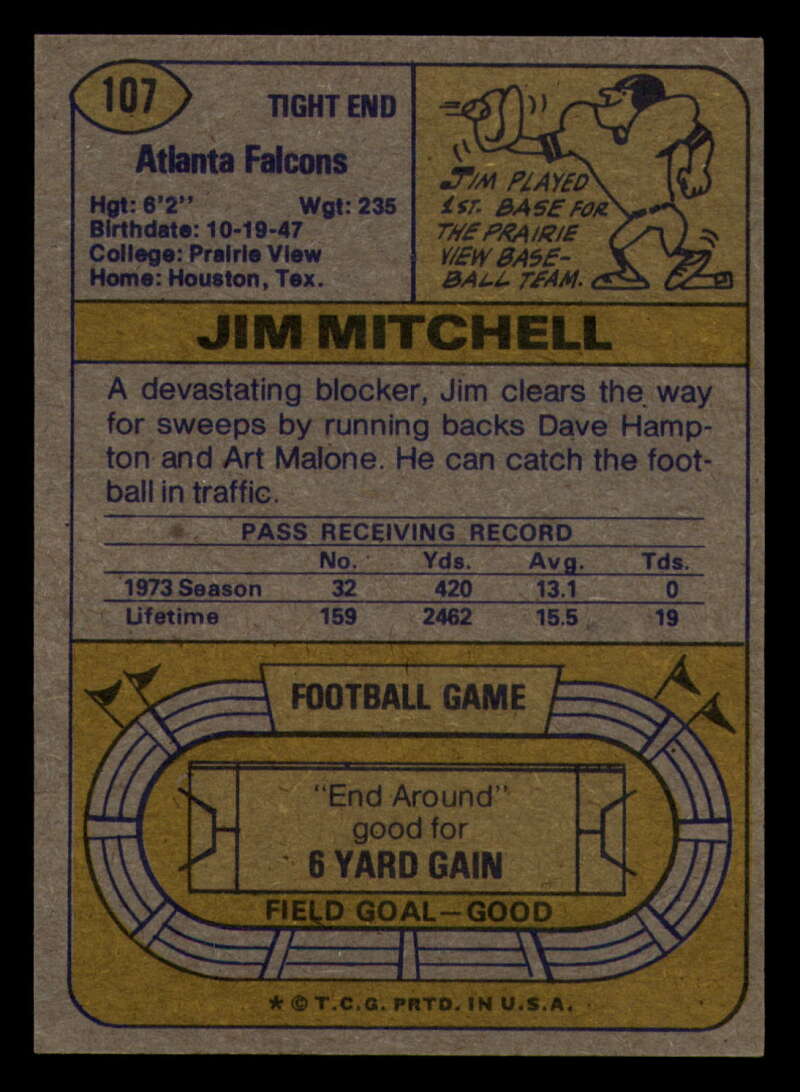 107
TIGHT END
Atlanta Falcons
Hgt: 6'2" Wgt: 235
Birthdate: 10-19-47
College: Prairie View
Home: Houston, Tex.
JIM PLAYED
1ST. BASE FOR
THE PRAIRIE
VIEW BASE-
BALL TEAM.
JIM MITCHELL
A devastating blocker, Jim clears the way
for sweeps by running backs Dave Hamp-
ton and Art Malone. He can catch the foot-
ball in traffic.
PASS RECEIVING RECORD
No. Yds. Avg. Tds.
1973 Season 32 420 13.1 0
Lifetime 159 2462 15.5 19
FOOTBALL GAME
"End Around"
good for
6 YARD GAIN
FIELD GOAL—GOOD
* © T.C.G. PRTD. IN U.S.A.